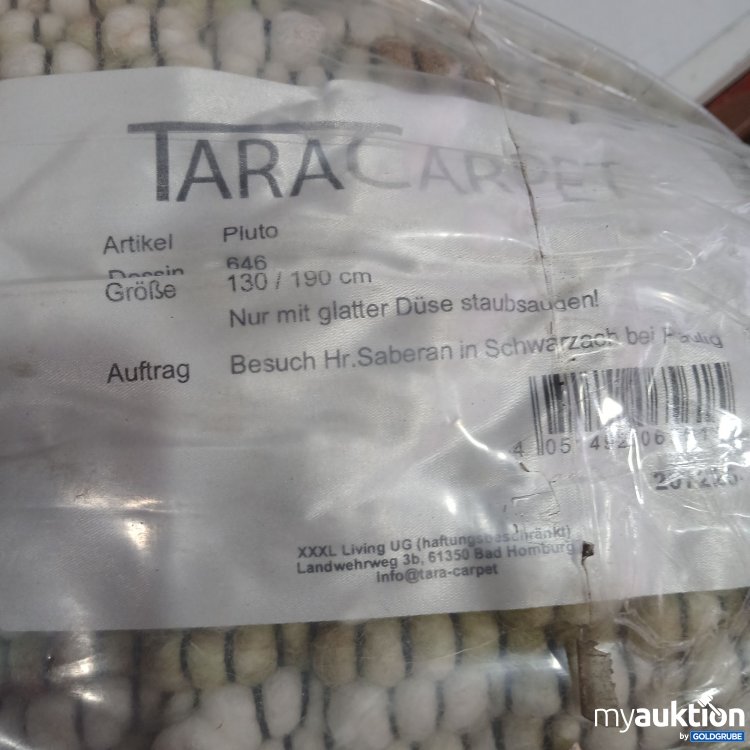 TARACARPET
Artikel Pluto
Dessin 646
Größe 130 / 190 cm
Nur mit glatter Düse staubsaugen!
Auftrag Besuch Hr.Saberan in Schwarzach bei Paulig
XXXL Living UG (haftungsbeschränkt)
Landwehrweg 3b, 61350 Bad Homburg
info@tara-carpet
myauktion
by GOLDGRUBE